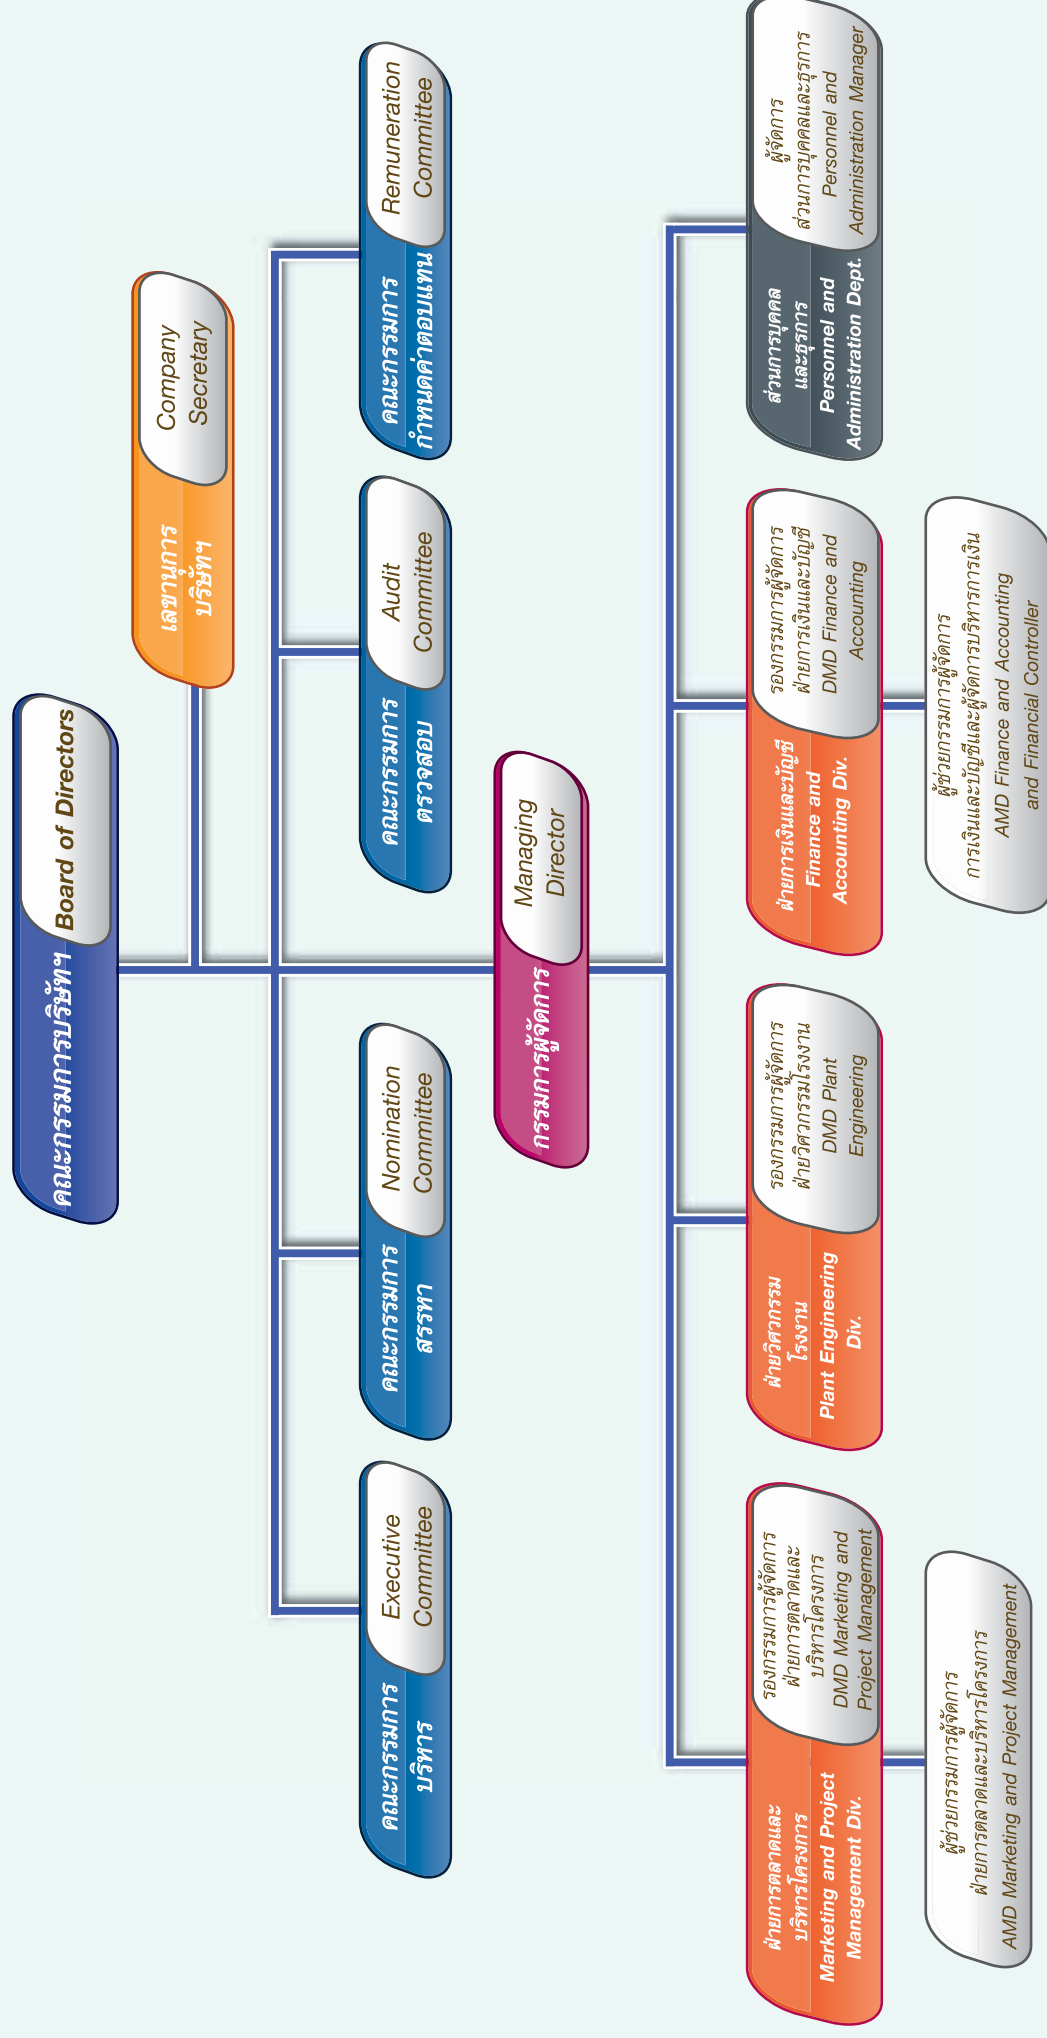 คณะกรรมการบริษัทฯ
Board of Directors
เลขานุการ
บริษัทฯ
Company
Secretary
คณะกรรมการ
บริหาร
Executive
Committee
คณะกรรมการ
สรรหา
Nomination
Committee
คณะกรรมการ
ตรวจสอบ
Audit
Committee
คณะกรรมการ
กำหนดค่าตอบแทน
Remuneration
Committee
กรรมการผู้จัดการ
Managing
Director
ฝ่ายการตลาดและ
บริหารโครงการ
Marketing and Project
Management Div.
รองกรรมการผู้จัดการ
ฝ่ายการตลาดและ
บริหารโครงการ
DMD Marketing and
Project Management
ฝ่ายวิศวกรรม
โรงงาน
Plant Engineering
Div.
รองกรรมการผู้จัดการ
ฝ่ายวิศวกรรมโรงงาน
DMD Plant
Engineering
ฝ่ายการเงินและบัญชี
Finance and
Accounting Div.
รองกรรมการผู้จัดการ
ฝ่ายการเงินและบัญชี
DMD Finance and
Accounting
ส่วนการบุคคล
และธุรการ
Personnel and
Administration Dept.
ผู้จัดการ
ส่วนการบุคคลและธุรการ
Personnel and
Administration Manager
ผู้ช่วยกรรมการผู้จัดการ
ฝ่ายการตลาดและบริหารโครงการ
AMD Marketing and Project Management
ผู้ช่วยกรรมการผู้จัดการ
การเงินและบัญชีและผู้จัดการบริหารการเงิน
AMD Finance and Accounting
and Financial Controller